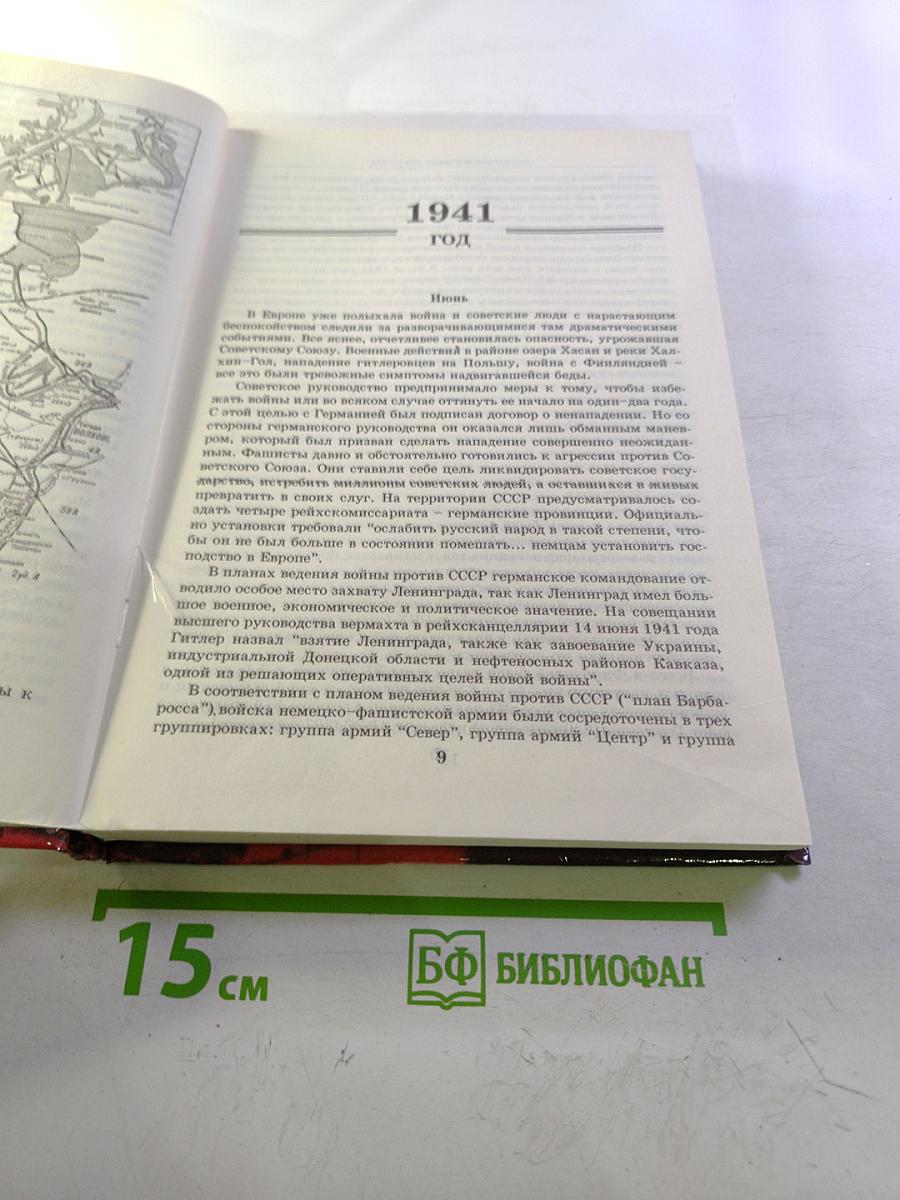 59 А
2 уд. А
ы к
1941
ГОД
Июнь
В Европе уже полыхала война и советские люди с нарастающим
беспокойством следили за разворачивающимися там драматическими
событиями. Все яснее, отчетливее становилась опасность, угрожавшая
Советскому Союзу. Военные действия в районе озера Хасан и реки Хал-
хин-Гол, нападение гитлеровцев на Польшу, война с Финляндией –
все это были тревожные симптомы надвигавшейся беды.
Советское руководство предпринимало меры к тому, чтобы избе-
жать войны или во всяком случае оттянуть ее начало на один-два года.
С этой целью с Германией был подписан договор о ненападении. Но со
стороны германского руководства он оказался лишь обманным манев-
ром, который был призван сделать нападение совершенно неожидан-
ным. Фашисты давно и обстоятельно готовились к агрессии против Со-
ветского Союза. Они ставили себе цель ликвидировать советское госу-
дарство, истребить миллионы советских людей, а оставшихся в живых
превратить в своих слуг. На территории СССР предусматривалось со-
здать четыре рейхскомиссариата – германские провинции. Официаль-
но установки требовали "ослабить русский народ в такой степени, что-
бы он не был больше в состоянии помешать... немцам установить гос-
подство в Европе".
В планах ведения войны против СССР германское командование от-
водило особое место захвату Ленинграда, так как Ленинград имел боль-
шое военное, экономическое и политическое значение. На совещании
высшего руководства вермахта в рейхсканцеллярии 14 июня 1941 года
Гитлер назвал "взятие Ленинграда, также как завоевание Украины,
индустриальной Донецкой области и нефтеносных районов Кавказа,
одной из решающих оперативных целей новой войны".
В соответствии с планом ведения войны против СССР ("план Барба-
росса"), войска немецко-фашистской армии были сосредоточены в трех
группировках: группа армий "Север", группа армий "Центр" и группа
9
15 см
БФ БИБЛИОФАН